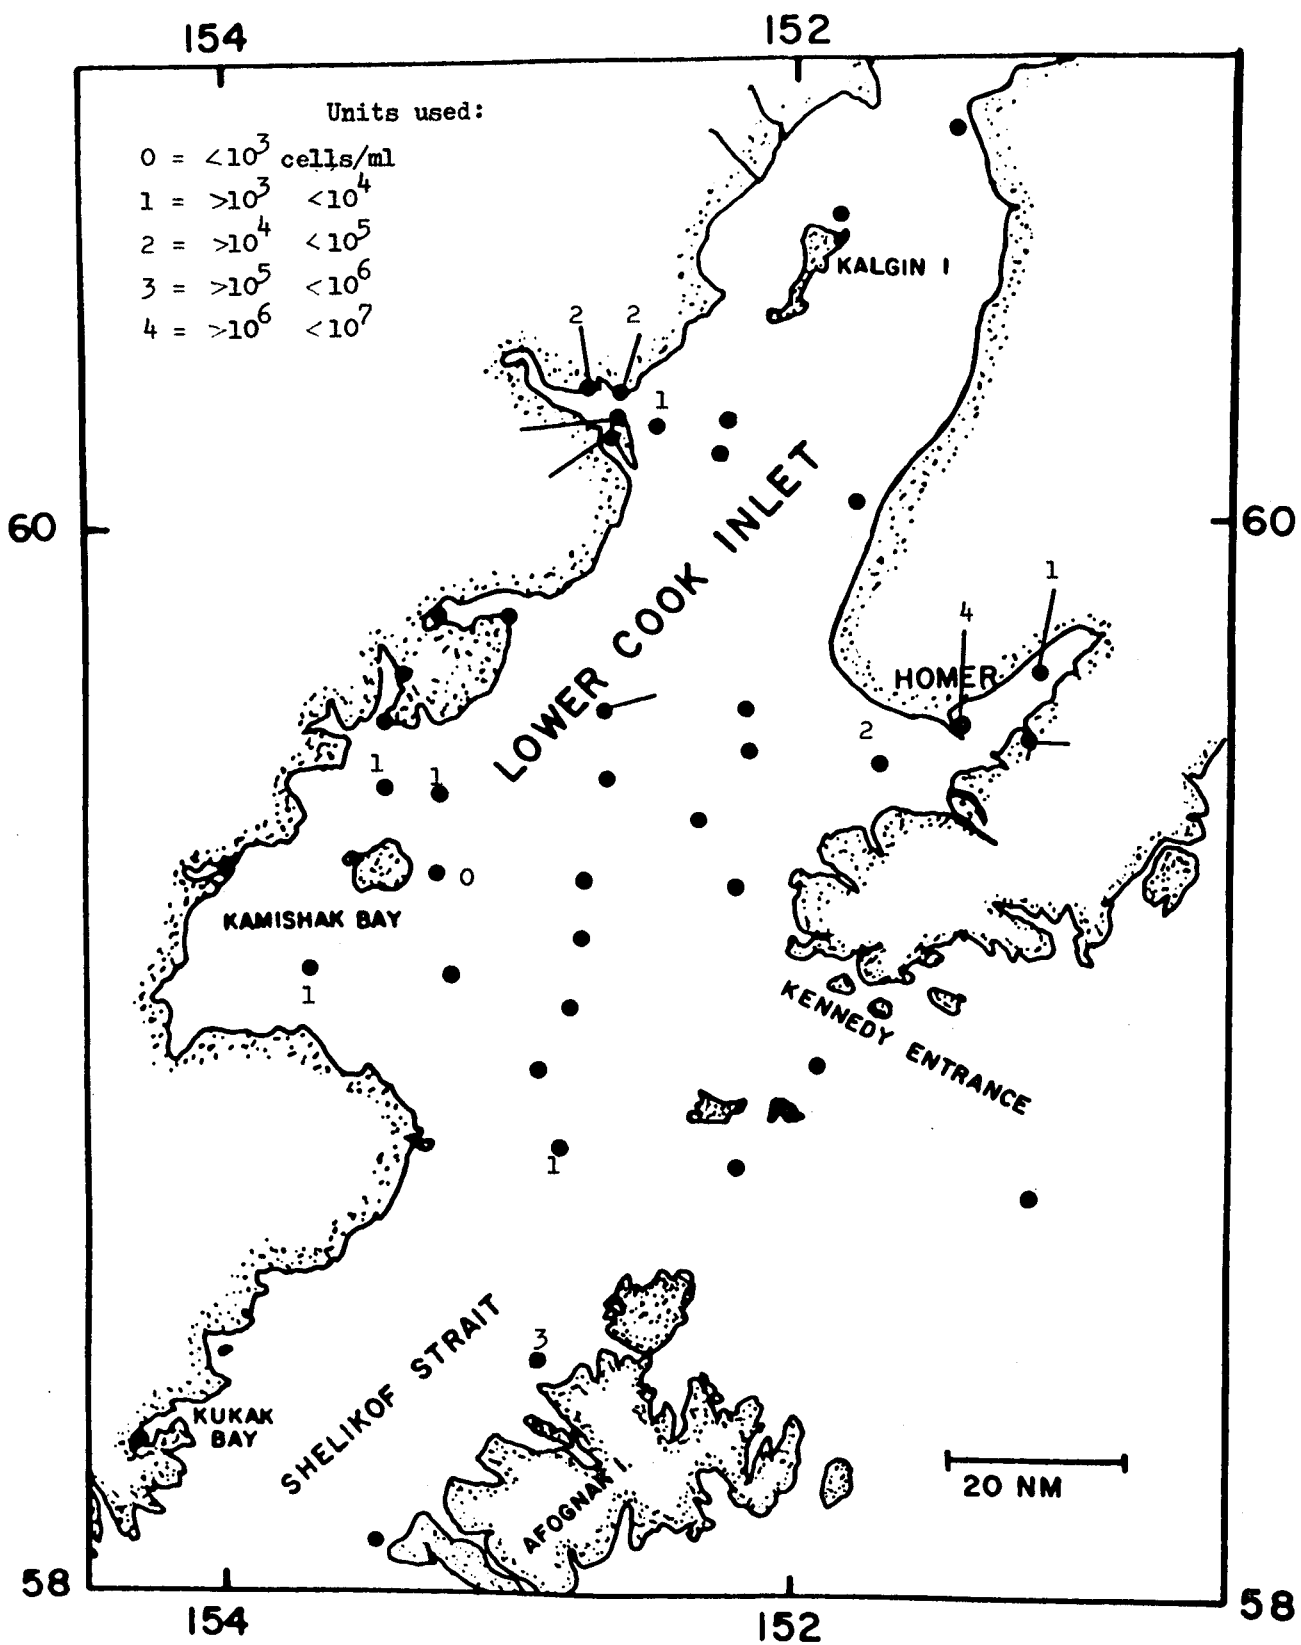 154 152
Units used:
0 = <10³ cells/ml
1 = >10³ <10⁴
2 = >10⁴ <10⁵
3 = >10⁵ <10⁶
4 = >10⁶ <10⁷
KALGIN I
2 2
1
60 60
LOWER COOK INLET
1
4
HOMER
2
1 1
0
KAMISHAK BAY
1
KENNEDY ENTRANCE
1
3
SHELIKOF STRAIT
KUKAK
BAY
AFOGNAK I.
20 NM
58 58
154 152